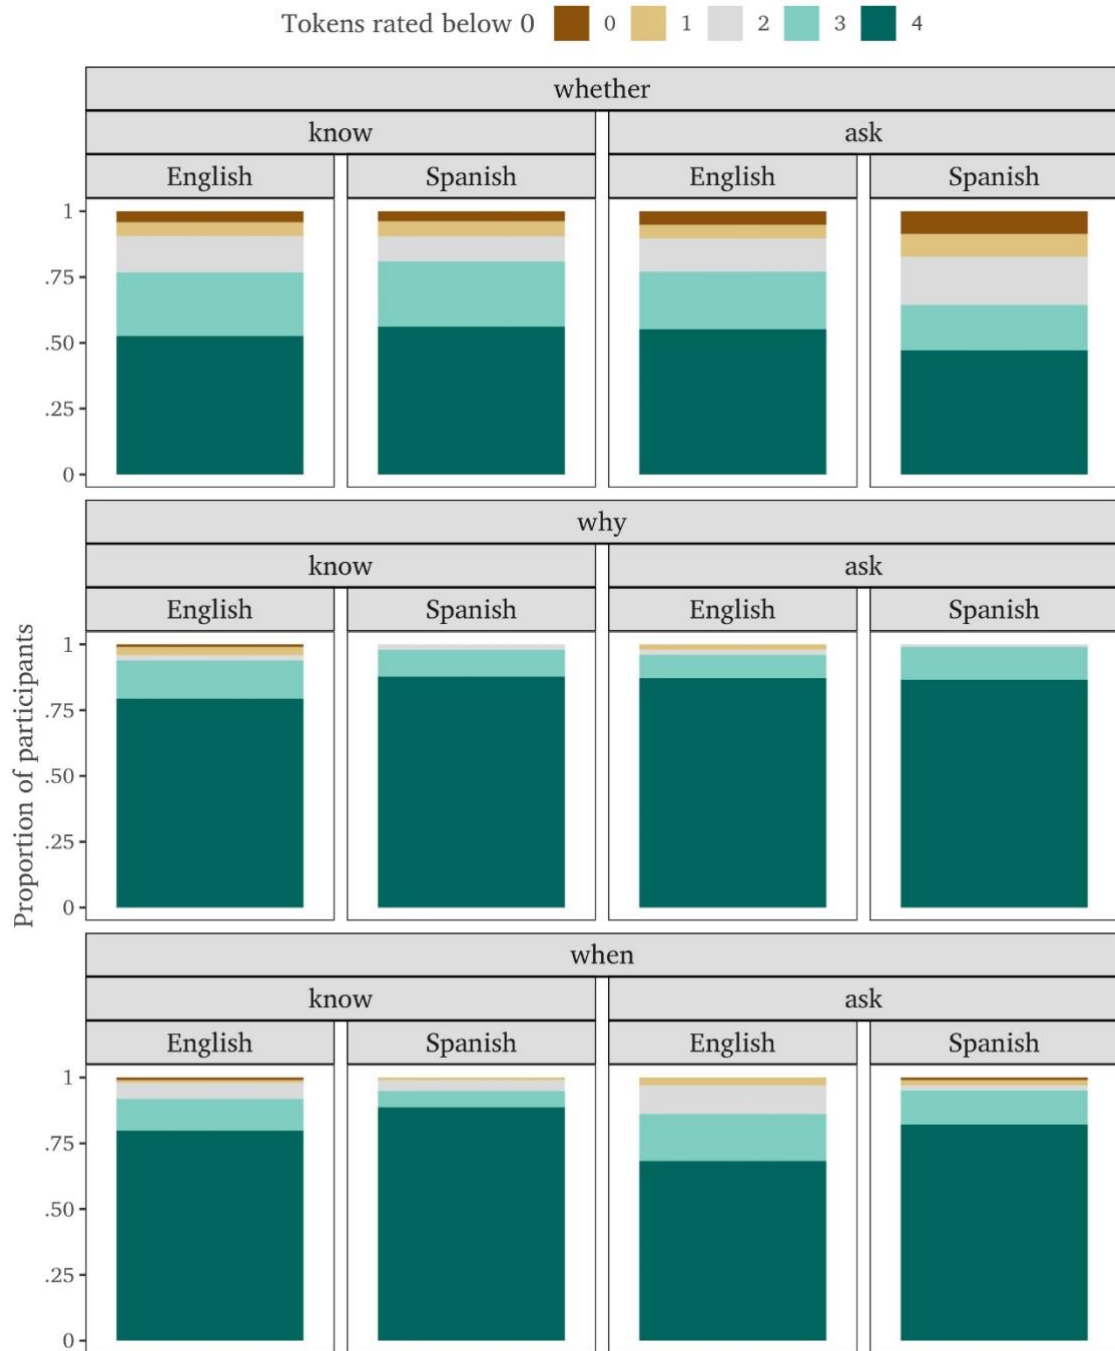 Tokens rated below 0 0 1 2 3 4
whether
know ask
English Spanish English Spanish
1
.75
.50
.25
0
why
know ask
English Spanish English Spanish
1
.75
.50
.25
0
when
know ask
English Spanish English Spanish
1
.75
.50
.25
0
Proportion of participants